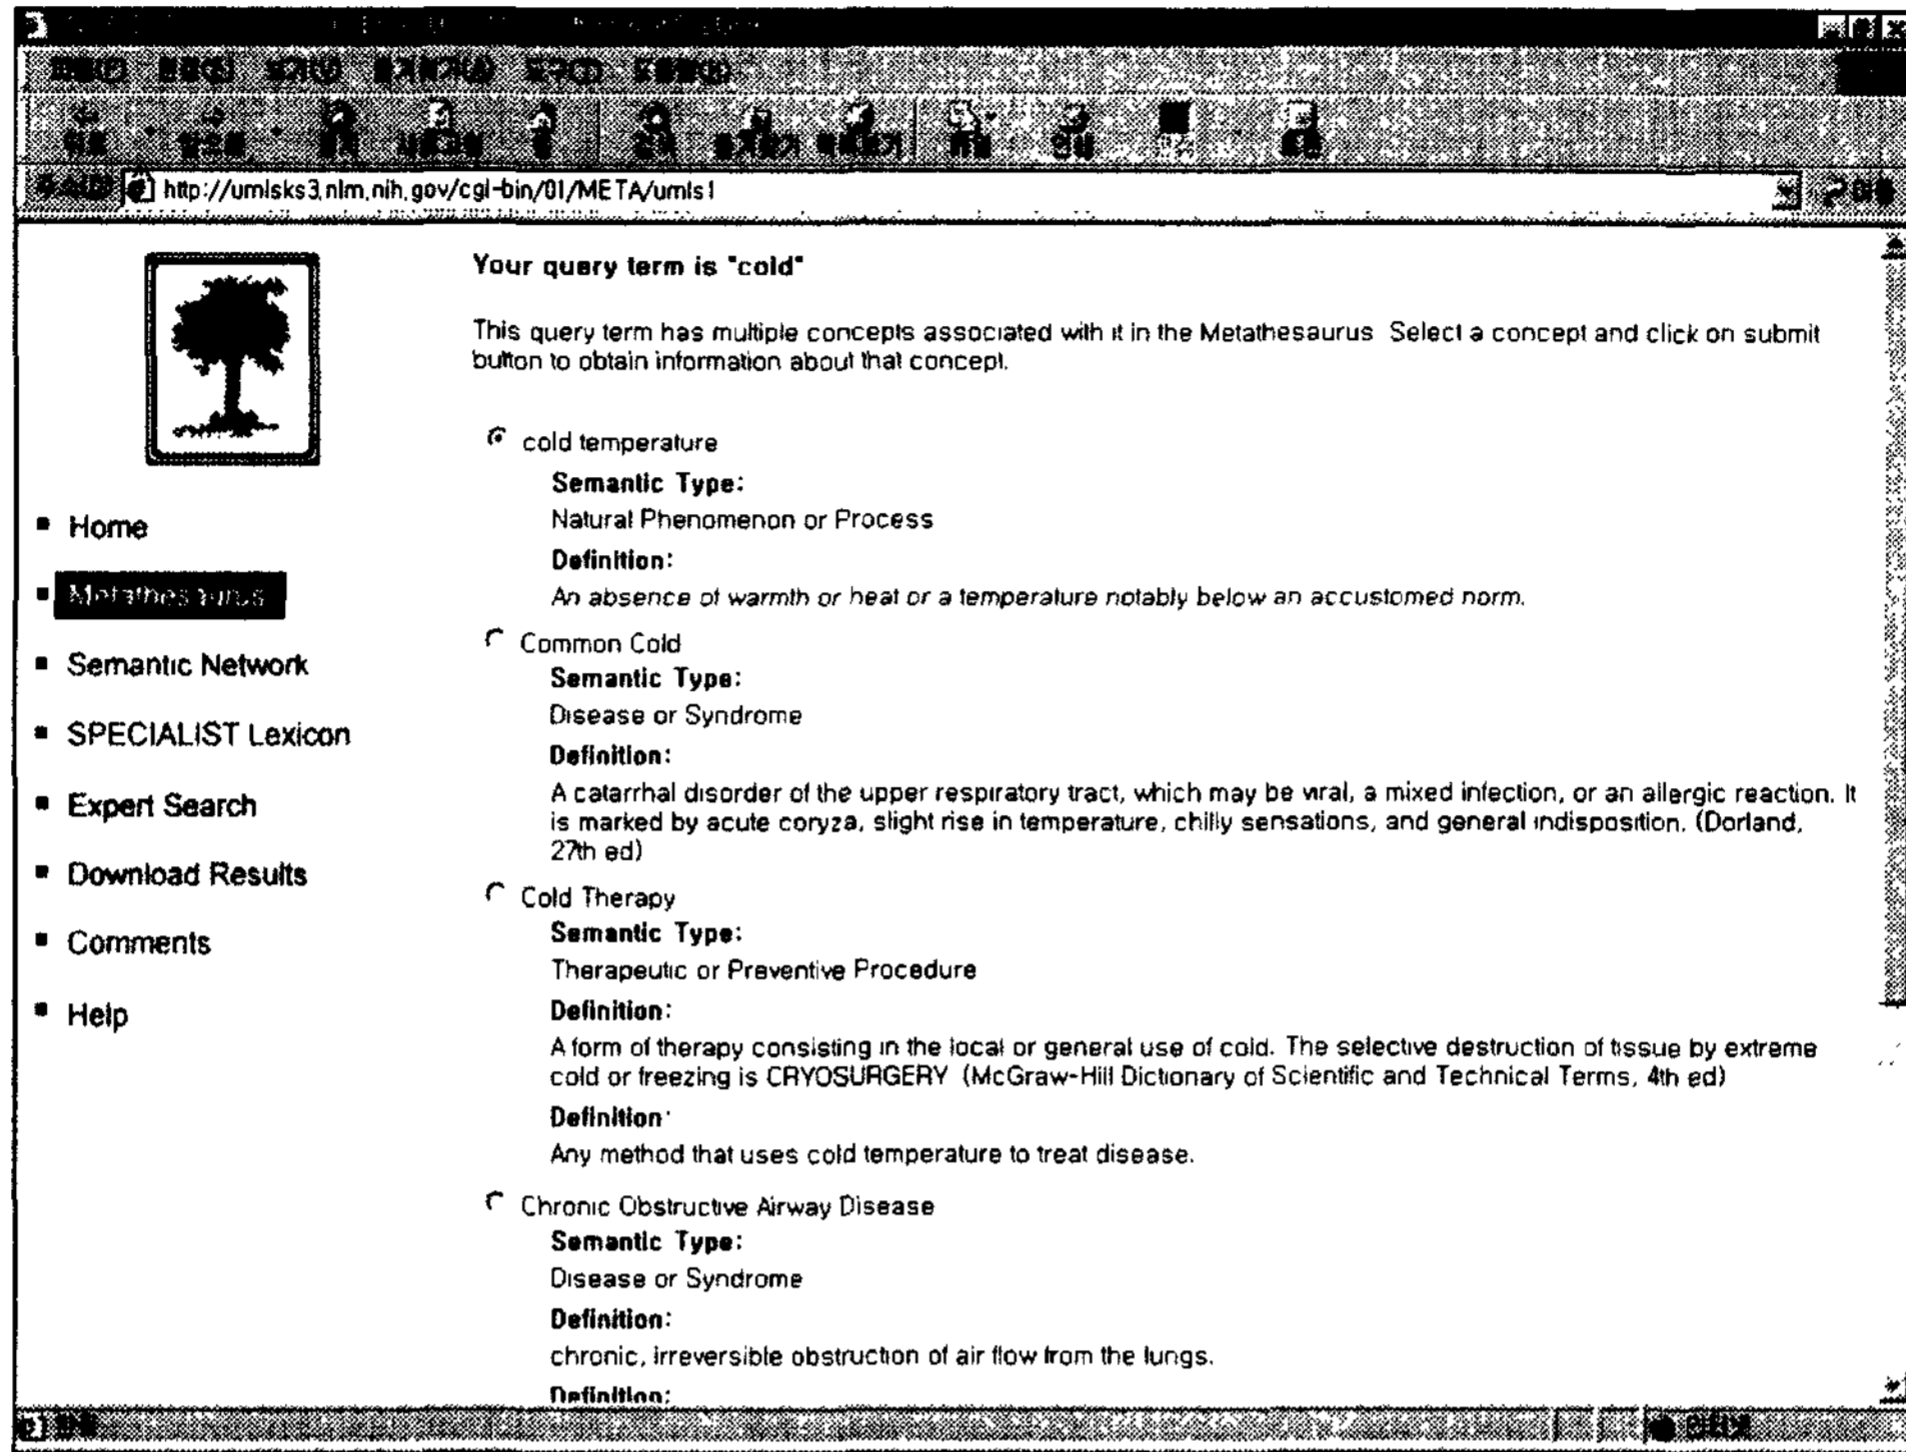 http://umlsks3.nlm.nih.gov/cgi-bin/01/META/umls1
Your query term is "cold"
This query term has multiple concepts associated with it in the Metathesaurus Select a concept and click on submit
button to obtain information about that concept.
cold temperature
Semantic Type:
Natural Phenomenon or Process
Definition:
An absence of warmth or heat or a temperature notably below an accustomed norm.
Common Cold
Semantic Type:
Disease or Syndrome
Definition:
A catarrhal disorder of the upper respiratory tract, which may be viral, a mixed infection, or an allergic reaction. It
is marked by acute coryza, slight rise in temperature, chilly sensations, and general indisposition. (Dorland,
27th ed)
Cold Therapy
Semantic Type:
Therapeutic or Preventive Procedure
Definition:
A form of therapy consisting in the local or general use of cold. The selective destruction of tissue by extreme
cold or freezing is CRYOSURGERY (McGraw-Hill Dictionary of Scientific and Technical Terms, 4th ed)
Definition:
Any method that uses cold temperature to treat disease.
Chronic Obstructive Airway Disease
Semantic Type:
Disease or Syndrome
Definition:
chronic, irreversible obstruction of air flow from the lungs.
Definition:
Home
Metathesaurus
Semantic Network
SPECIALIST Lexicon
Expert Search
Download Results
Comments
Help